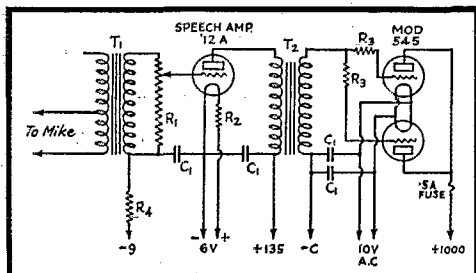 SPEECH AMP.
'12 A
MOD
545
T1
T2
R3
R3
R1
R2
To Mike
C1
C1
C1
C1
R4
.5A
FUSE
-9
- 6V +
+135
-C
10V
A.C
+1000